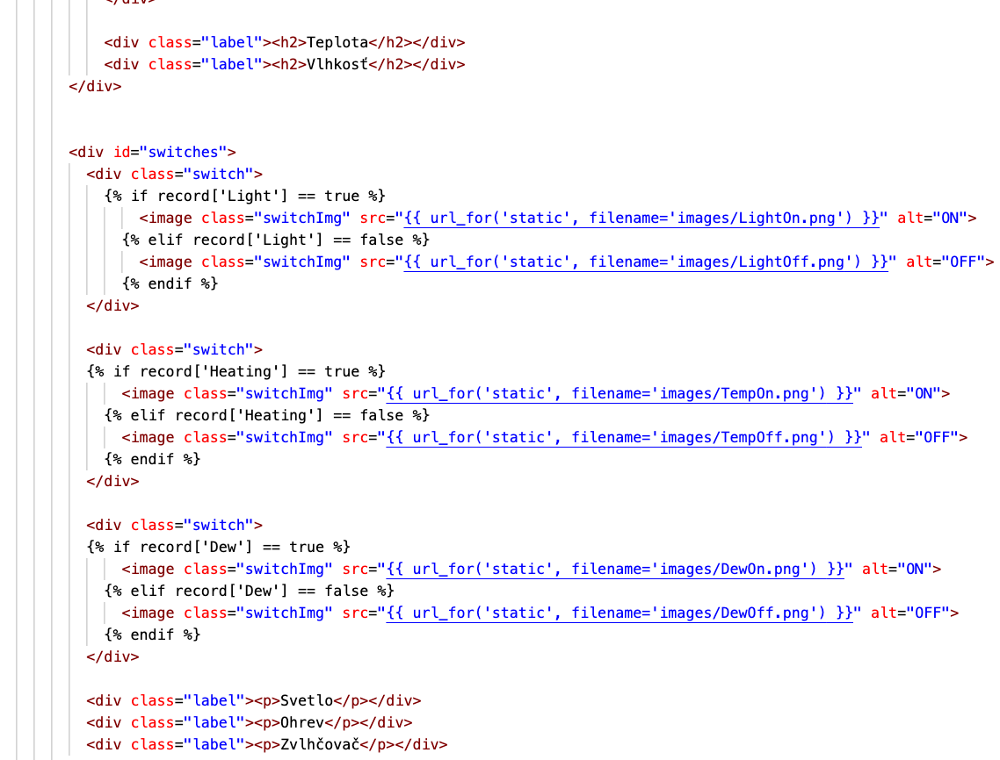 </div>
<div class="label"><h2>Teplota</h2></div>
<div class="label"><h2>Vlhkosť</h2></div>
</div>
<div id="switches">
<div class="switch">
{% if record['Light'] == true %}
<image class="switchImg" src="{{ url_for('static', filename='images/LightOn.png') }}" alt="ON">
{% elif record['Light'] == false %}
<image class="switchImg" src="{{ url_for('static', filename='images/LightOff.png') }}" alt="OFF">
{% endif %}
</div>
<div class="switch">
{% if record['Heating'] == true %}
<image class="switchImg" src="{{ url_for('static', filename='images/TempOn.png') }}" alt="ON">
{% elif record['Heating'] == false %}
<image class="switchImg" src="{{ url_for('static', filename='images/TempOff.png') }}" alt="OFF">
{% endif %}
</div>
<div class="switch">
{% if record['Dew'] == true %}
<image class="switchImg" src="{{ url_for('static', filename='images/DewOn.png') }}" alt="ON">
{% elif record['Dew'] == false %}
<image class="switchImg" src="{{ url_for('static', filename='images/DewOff.png') }}" alt="OFF">
{% endif %}
</div>
<div class="label"><p>Svetlo</p></div>
<div class="label"><p>Ohrev</p></div>
<div class="label"><p>Zvlhčovač</p></div>